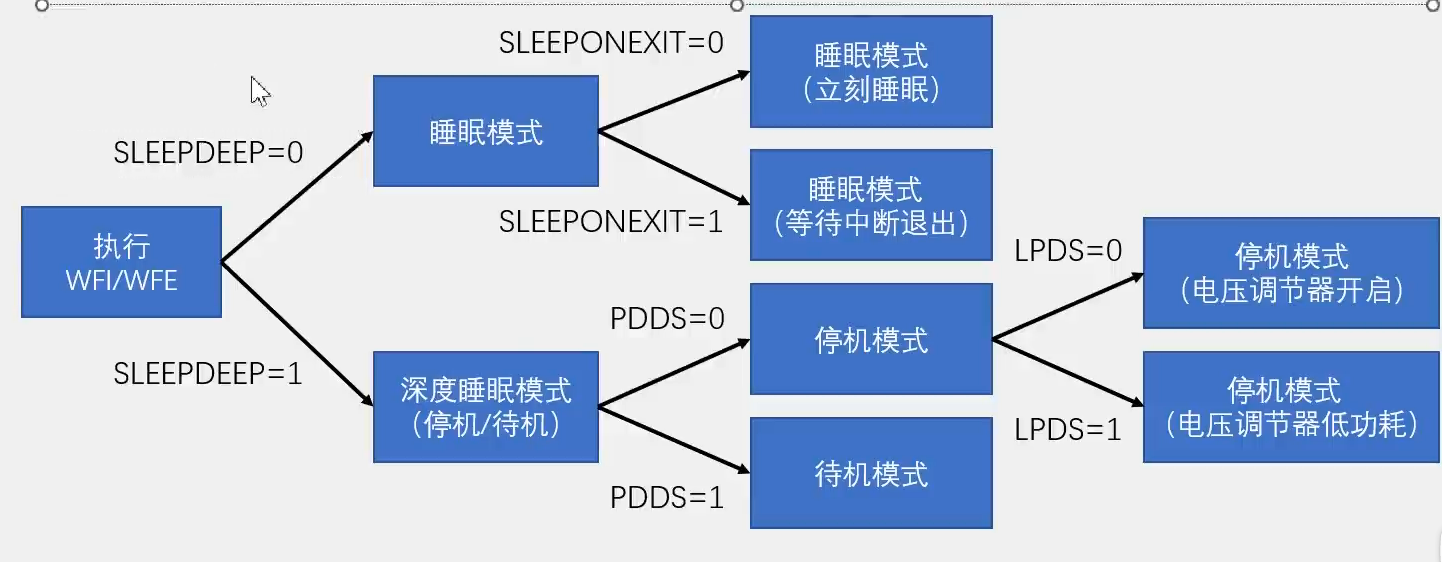 执行
WFI/WFE
SLEEPDEEP=0
睡眠模式
SLEEPONEXIT=0
睡眠模式
（立刻睡眠）
SLEEPONEXIT=1
睡眠模式
（等待中断退出）
SLEEPDEEP=1
深度睡眠模式
（停机/待机）
PDDS=0
停机模式
LPDS=0
停机模式
（电压调节器开启）
LPDS=1
停机模式
（电压调节器低功耗）
PDDS=1
待机模式